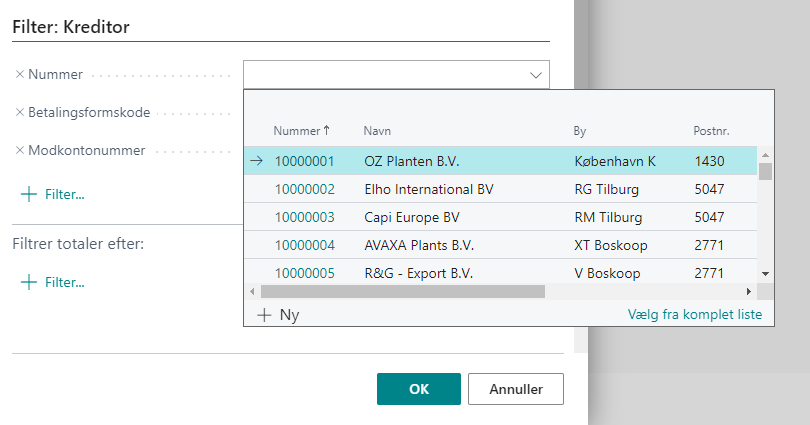 Filter: Kreditor
Nummer
Betalingsformskode
Modkontonummer
Filter...
Filtrer totaler efter:
Filter...
Nummer↑ Navn By Postnr.
10000001 OZ Planten B.V. København K 1430
10000002 Elho International BV RG Tilburg 5047
10000003 Capi Europe BV RM Tilburg 5047
10000004 AVAXA Plants B.V. XT Boskoop 2771
10000005 R&G - Export B.V. V Boskoop 2771
Ny Vælg fra komplet liste
OK Annuller